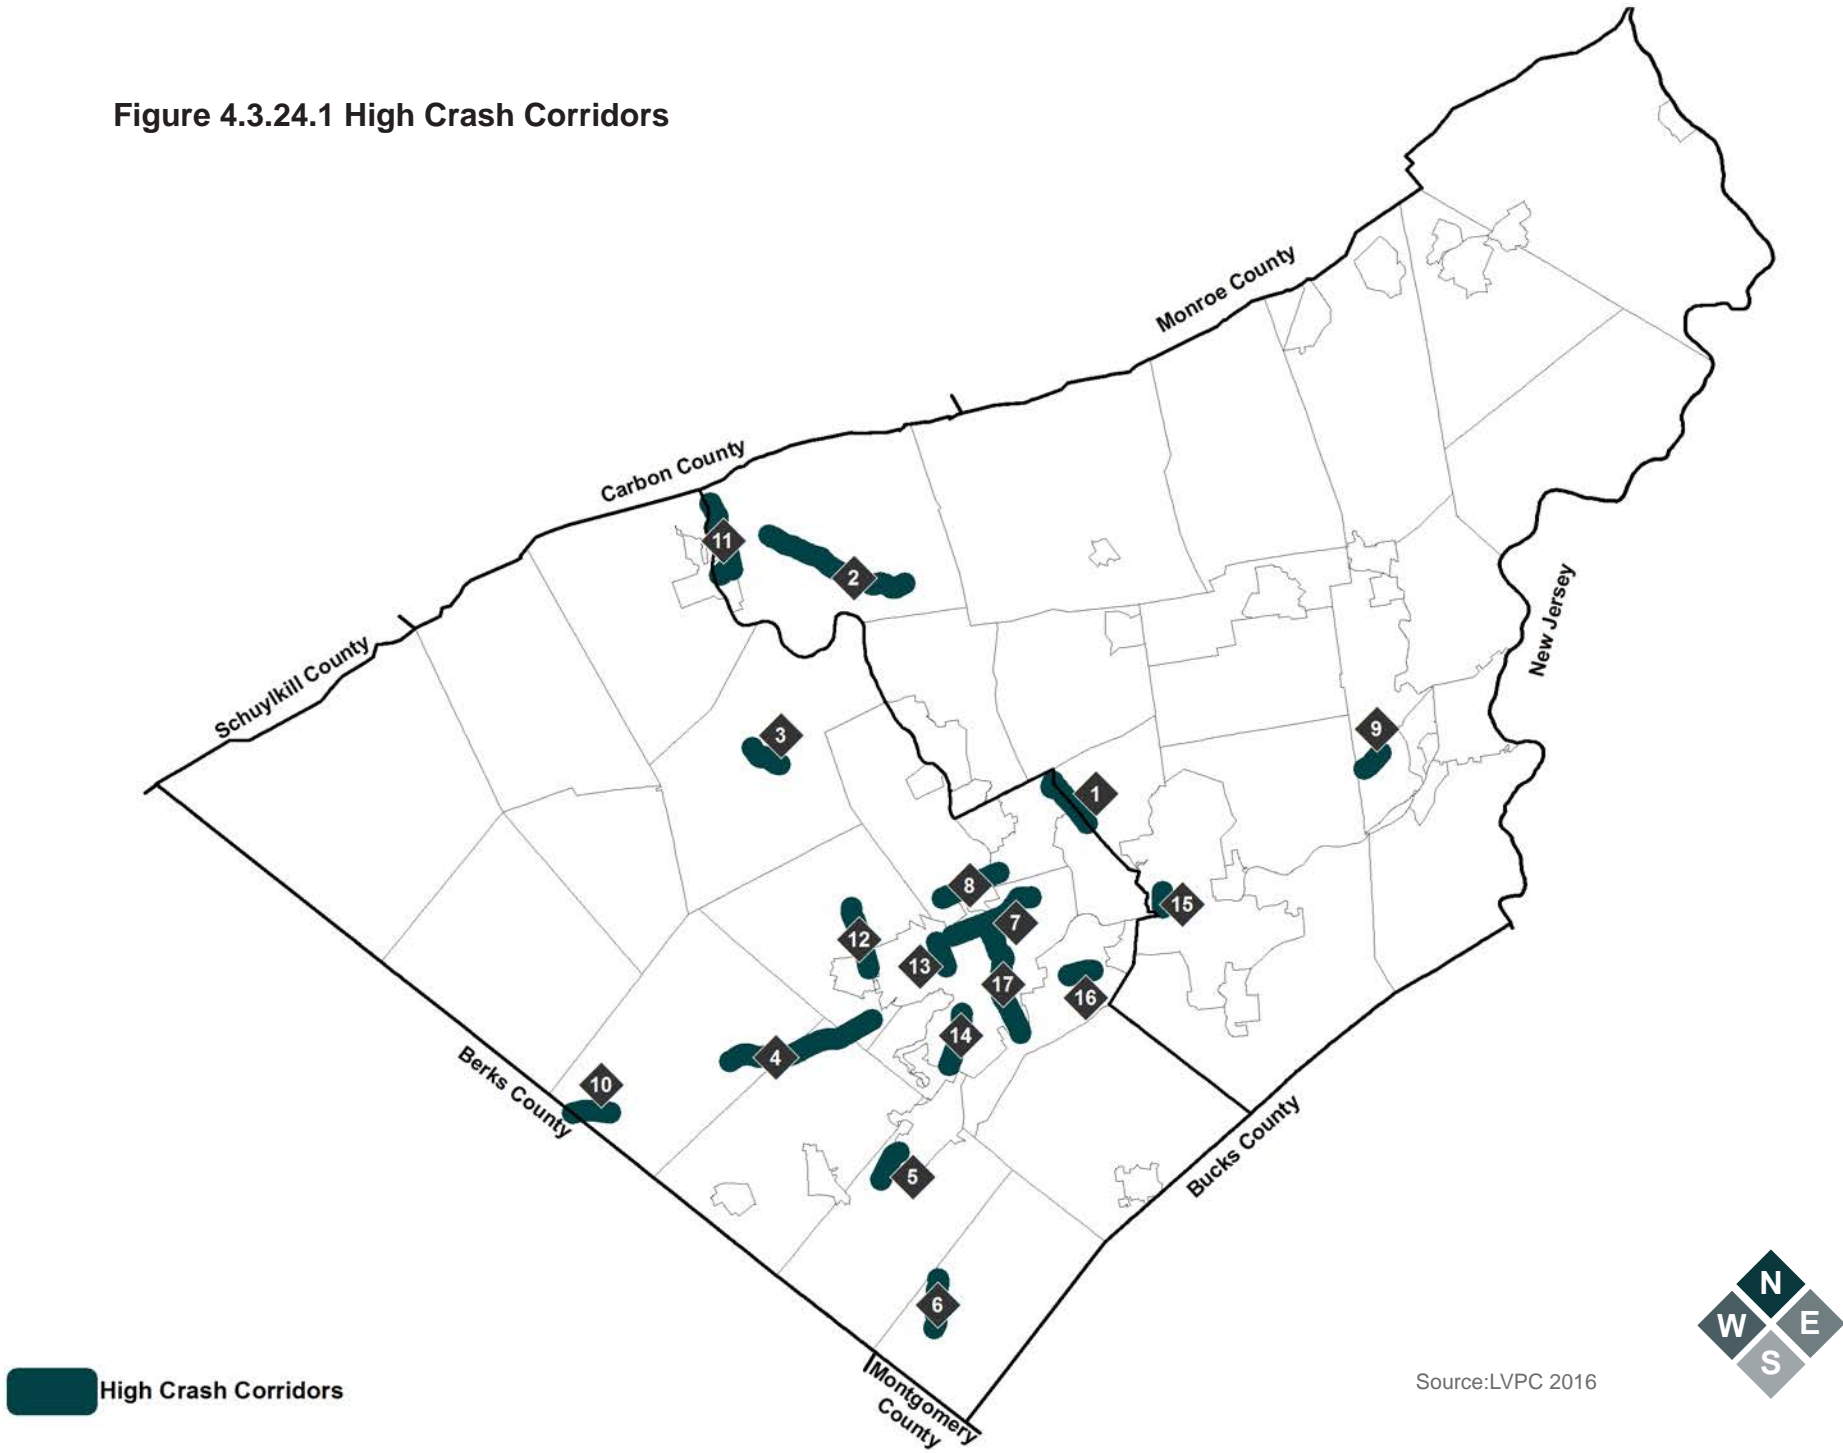 Figure 4.3.24.1 High Crash Corridors
Monroe County
Carbon County
Schuylkill County
New Jersey
11
2
3
9
1
8
15
7
12
13
17
16
14
4
10
Berks County
5
Bucks County
6
Montgomery
County
High Crash Corridors
Source:LVPC 2016
N
W
E
S